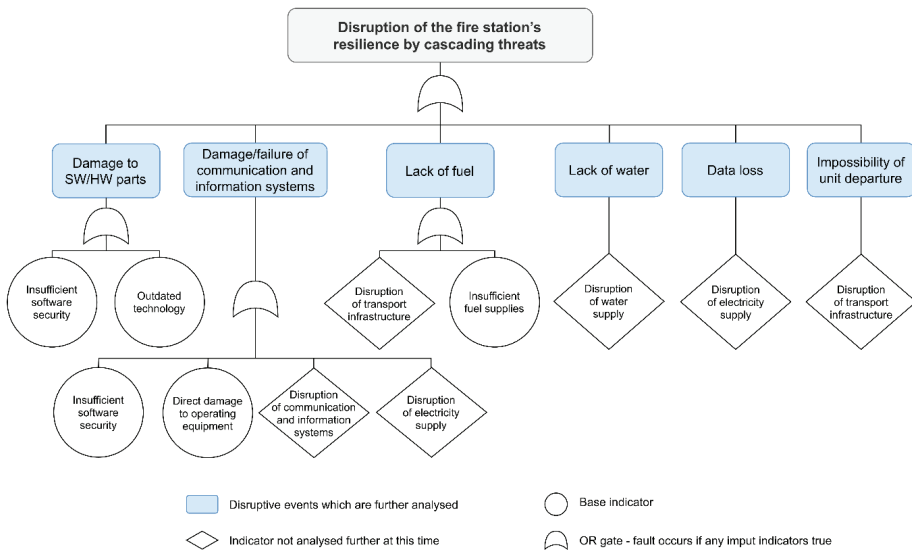 Disruption of the fire station's
resilience by cascading threats
Damage to
SW/HW parts
Damage/failure of
communication and
information systems
Lack of fuel
Lack of water
Data loss
Impossibility of
unit departure
Insufficient
software
security
Outdated
technology
Disruption
of transport
infrastructure
Insufficient
fuel supplies
Disruption
of water
supply
Disruption
of electricity
supply
Disruption
of transport
infrastructure
Insufficient
software
security
Direct damage
to operating
equipment
Disruption
of communication
and information
systems
Disruption
of electricity
supply
Disruptive events which are further analysed
Base indicator
Indicator not analysed further at this time
OR gate - fault occurs if any imput indicators true